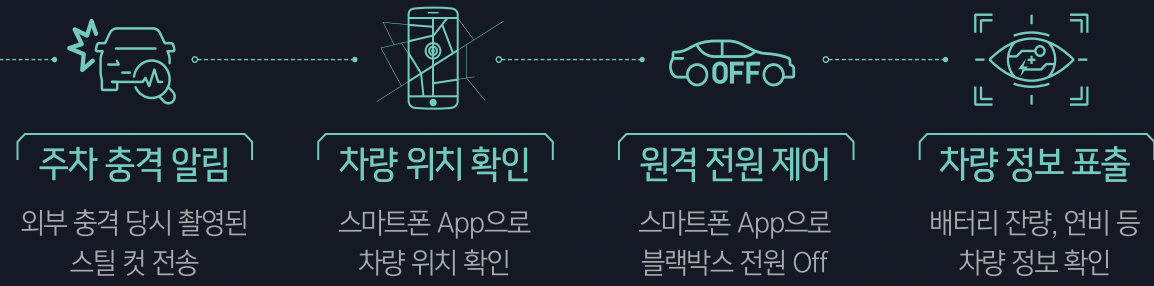 OFF
주차 충격 알림
외부 충격 당시 촬영된
스틸 컷 전송
차량 위치 확인
스마트폰 App으로
차량 위치 확인
원격 전원 제어
스마트폰 App으로
블랙박스 전원 Off
차량 정보 표출
배터리 잔량, 연비 등
차량 정보 확인